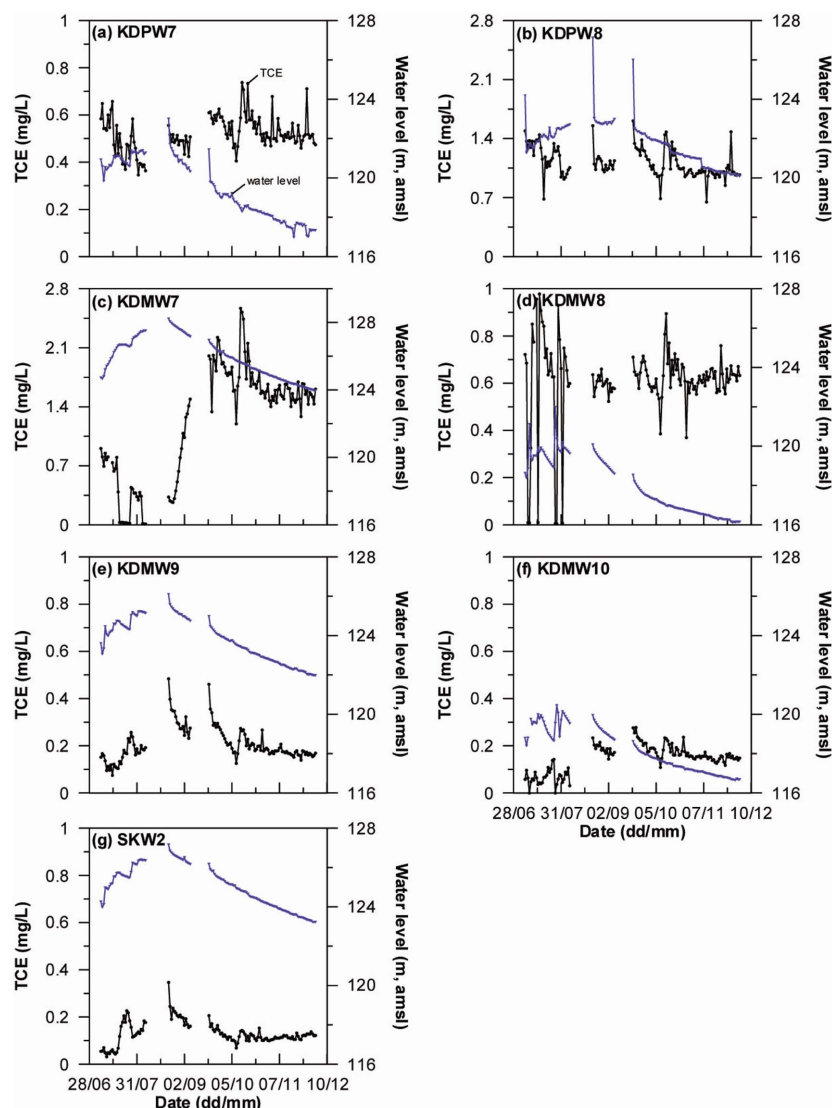 (a) KDPW7
TCE (mg/L)
1
0.8
0.6
0.4
0.2
0
128
124
120
116
Water level (m, amsl)
TCE
water level
(b) KDPW8
TCE (mg/L)
2.8
2.1
1.4
0.7
0
128
124
120
116
Water level (m, amsl)
(c) KDMW7
TCE (mg/L)
2.8
2.1
1.4
0.7
0
128
124
120
116
Water level (m, amsl)
(d) KDMW8
TCE (mg/L)
1
0.8
0.6
0.4
0.2
0
128
124
120
116
Water level (m, amsl)
(e) KDMW9
TCE (mg/L)
1
0.8
0.6
0.4
0.2
0
128
124
120
116
Water level (m, amsl)
(f) KDMW10
TCE (mg/L)
1
0.8
0.6
0.4
0.2
0
128
124
120
116
Water level (m, amsl)
28/06 31/07 02/09 05/10 07/11 10/12
Date (dd/mm)
(g) SKW2
TCE (mg/L)
1
0.8
0.6
0.4
0.2
0
128
124
120
116
Water level (m, amsl)
28/06 31/07 02/09 05/10 07/11 10/12
Date (dd/mm)